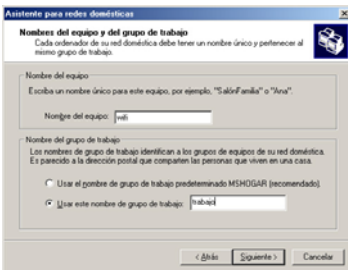 Asistente para redes domésticas
Nombres del equipo y del grupo de trabajo
Cada ordenador de su red doméstica debe tener un nombre único y pertenecer al
mismo grupo de trabajo.
Nombre del equipo
Escriba un nombre único para este equipo, por ejemplo, "SalónFamilia" o "Ana".
Nombre del equipo: wifi
Nombre del grupo de trabajo
Los nombres de grupo de trabajo identifican a los grupos de equipos de su red doméstica.
Es parecido a la dirección postal que comparten las personas que viven en una casa.
Usar el nombre de grupo de trabajo predeterminado MSHOGAR (recomendado).
Usar este nombre de grupo de trabajo: trabajo
< Atrás Siguiente > Cancelar